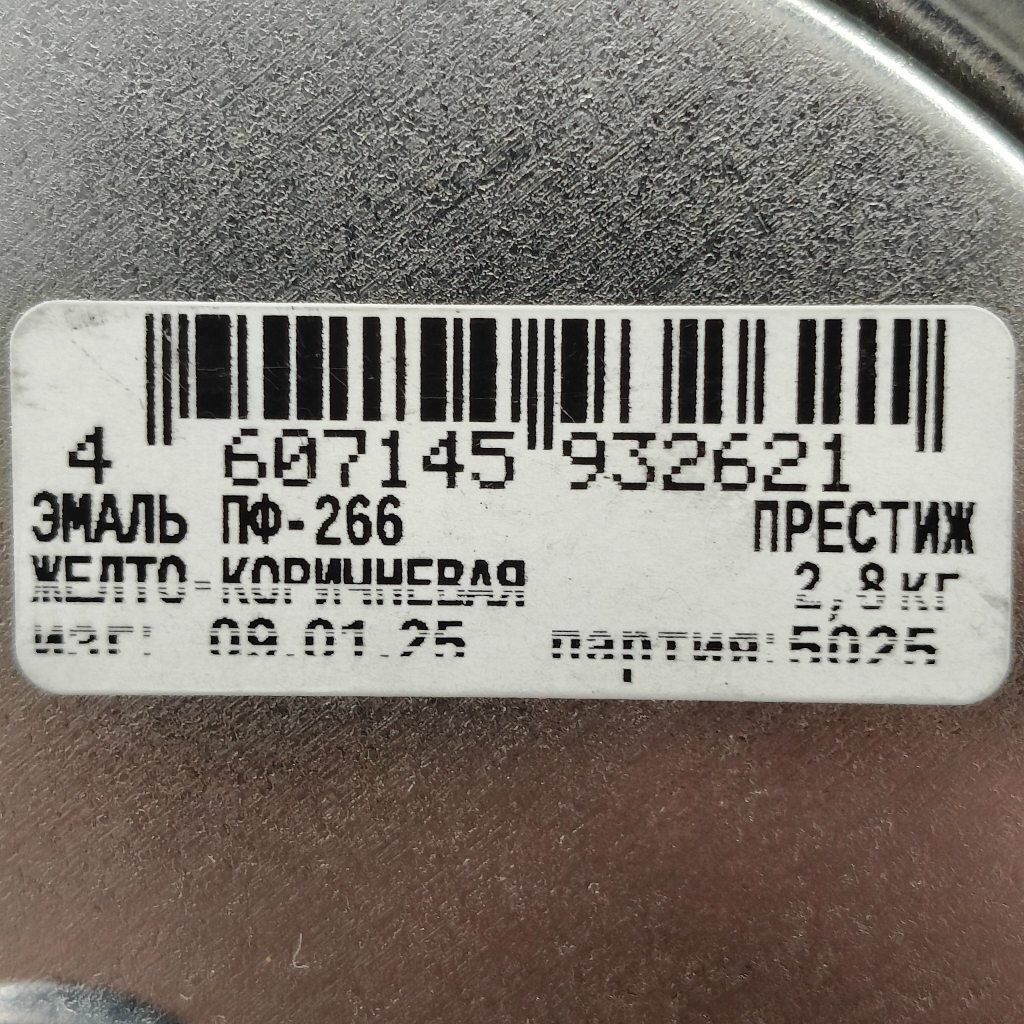 4 607145 932621
ЭМАЛЬ ПФ-266 ПРЕСТИЖ
ЖЕЛТО-КОРИЧНЕВАЯ 2,8кг
изг: 09.01.25 партия:5025